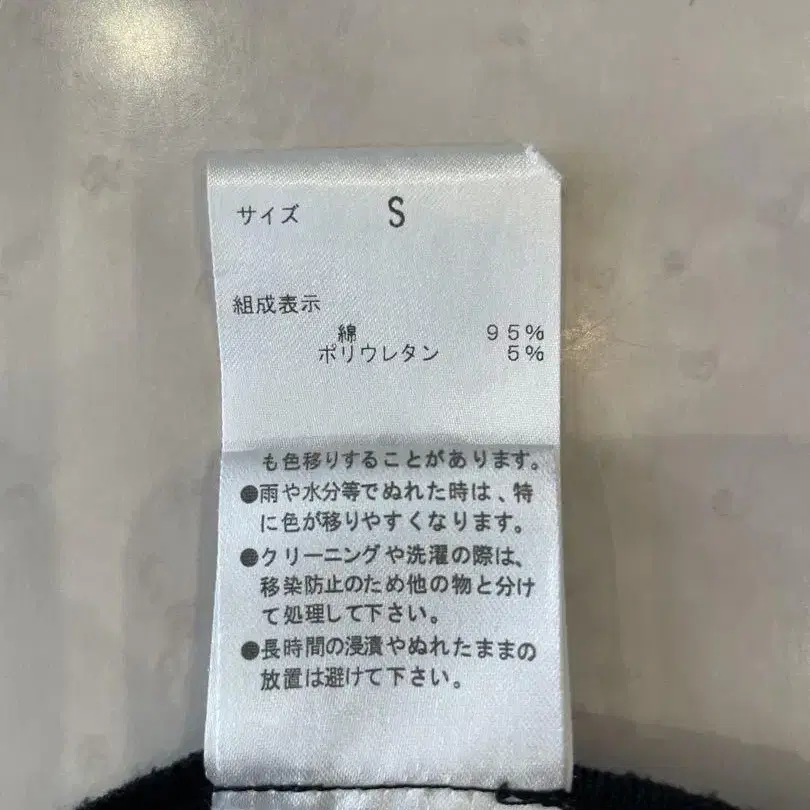 サイズ S
組成表示
綿 95%
ポリウレタン 5%
も色移りすることがあります。
●雨や水分等でぬれた時は、特
に色が移りやすくなります。
●クリーニングや洗濯の際は、
移染防止のため他の物と分け
て処理して下さい。
●長時間の浸漬やぬれたままの
放置は避けて下さい。